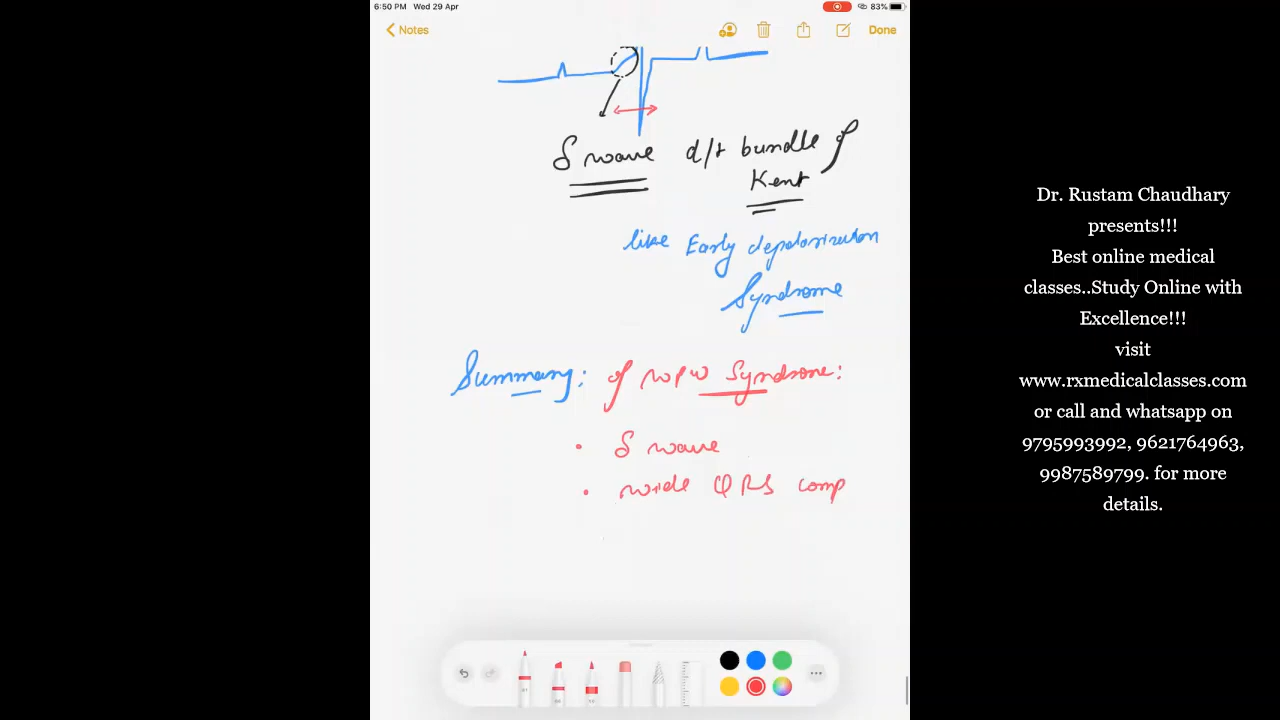 6:50 PM Wed 29 Apr
83%
Notes
Done
δ wave d/t bundle of
Kent
like Early depolarization
Syndrome
Summary: of WPW Syndrome:
• δ wave
• wide QRS comp
Dr. Rustam Chaudhary
presents!!!
Best online medical
classes..Study Online with
Excellence!!!
visit
www.rxmedicalclasses.com
or call and whatsapp on
9795993992, 9621764963,
9987589799. for more
details.